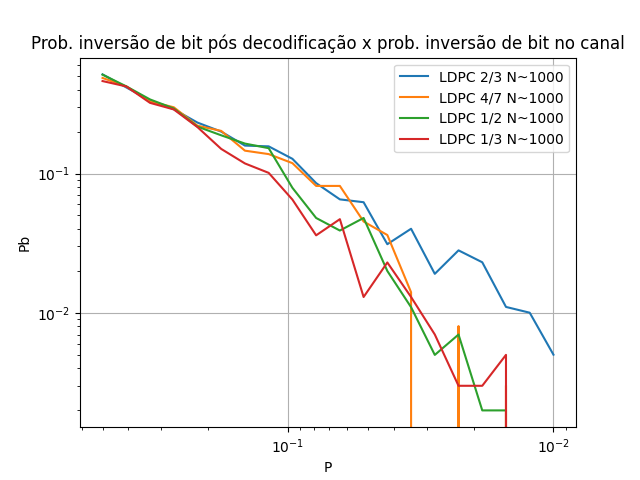 Prob. inversão de bit pós decodificação x prob. inversão de bit no canal
LDPC 2/3 N~1000
LDPC 4/7 N~1000
LDPC 1/2 N~1000
LDPC 1/3 N~1000
10⁻¹
10⁻²
Pb
10⁻¹ 10⁻²
P